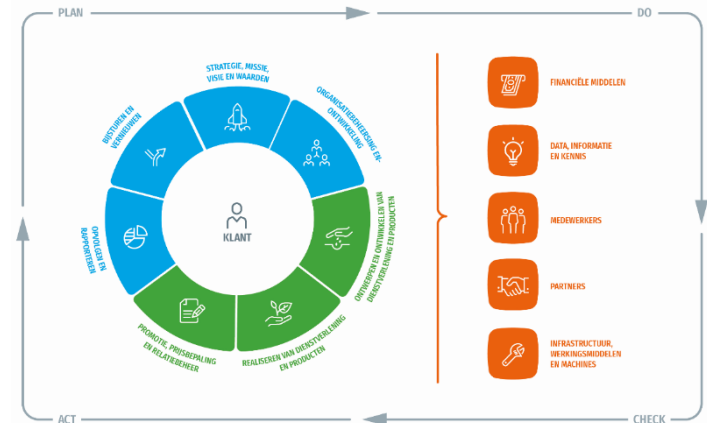 PLAN
DO
STRATEGIE, MISSIE,
VISIE EN WAARDEN
ORGANISATIEBEHEERSING EN-
ONTWIKKELING
ONTWERPEN EN ONTWIKKELEN VAN
DIENSTVERLENING EN PRODUCTEN
REALISEREN VAN DIENSTVERLENING
EN PRODUCTEN
PROMOTIE, PRIJSBEPALING
EN RELATIEBEHEER
OPVOLGEN EN
RAPPORTEREN
BIJSTUREN EN
VERNIEUWEN
KLANT
FINANCIËLE MIDDELEN
DATA, INFORMATIE
EN KENNIS
MEDEWERKERS
PARTNERS
INFRASTRUCTUUR,
WERKINGSMIDDELEN
EN MACHINES
ACT
CHECK